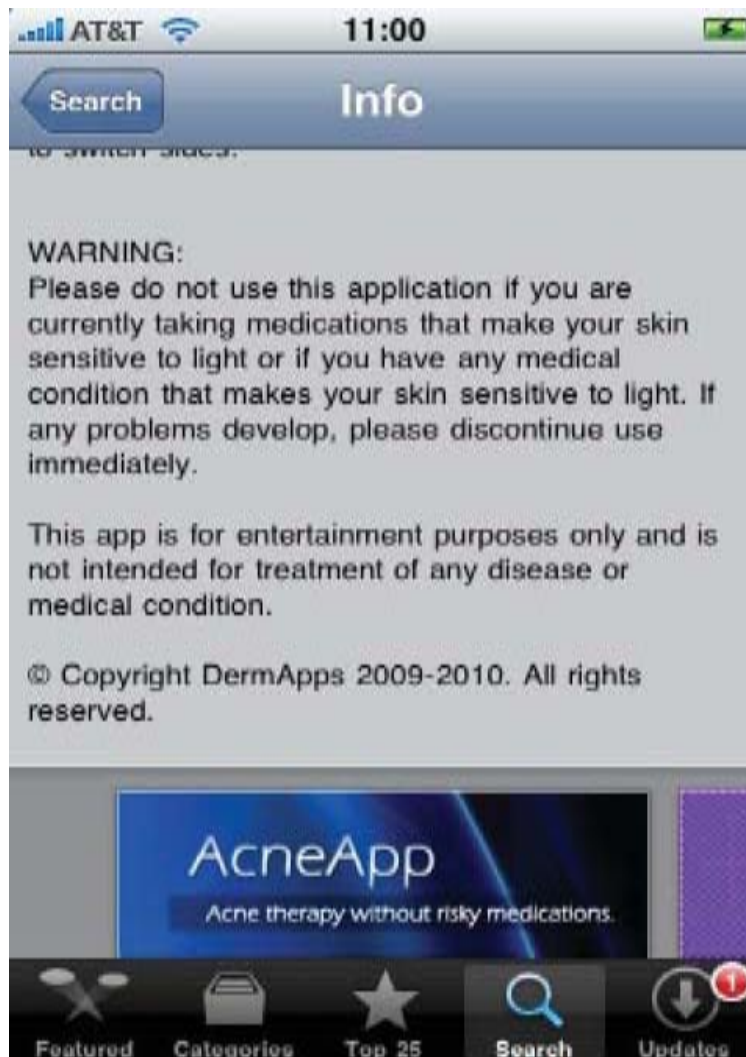 AT&T 11:00
Search Info
to switch sides.
WARNING:
Please do not use this application if you are
currently taking medications that make your skin
sensitive to light or if you have any medical
condition that makes your skin sensitive to light. If
any problems develop, please discontinue use
immediately.
This app is for entertainment purposes only and is
not intended for treatment of any disease or
medical condition.
© Copyright DermApps 2009-2010. All rights
reserved.
AcneApp
Acne therapy without risky medications.
1
Featured Categories Top 25 Search Updates